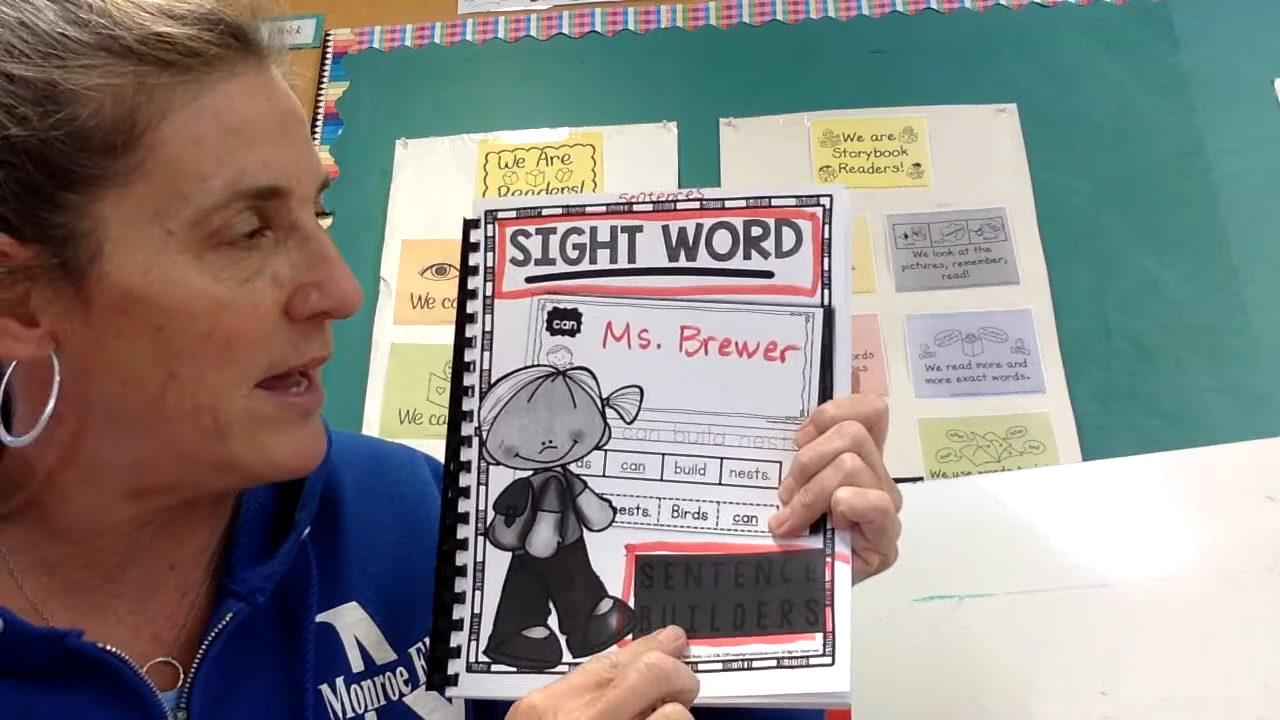 We Are
Readers!
We are
Storybook
Readers!
sentences
SIGHT WORD
can
Ms. Brewer
can build nests
can build nests.
nests. Birds can
SENTENCE
BUILDERS
We look at the
pictures, remember,
read!
We read more and
more exact words.
We
We
Monroe